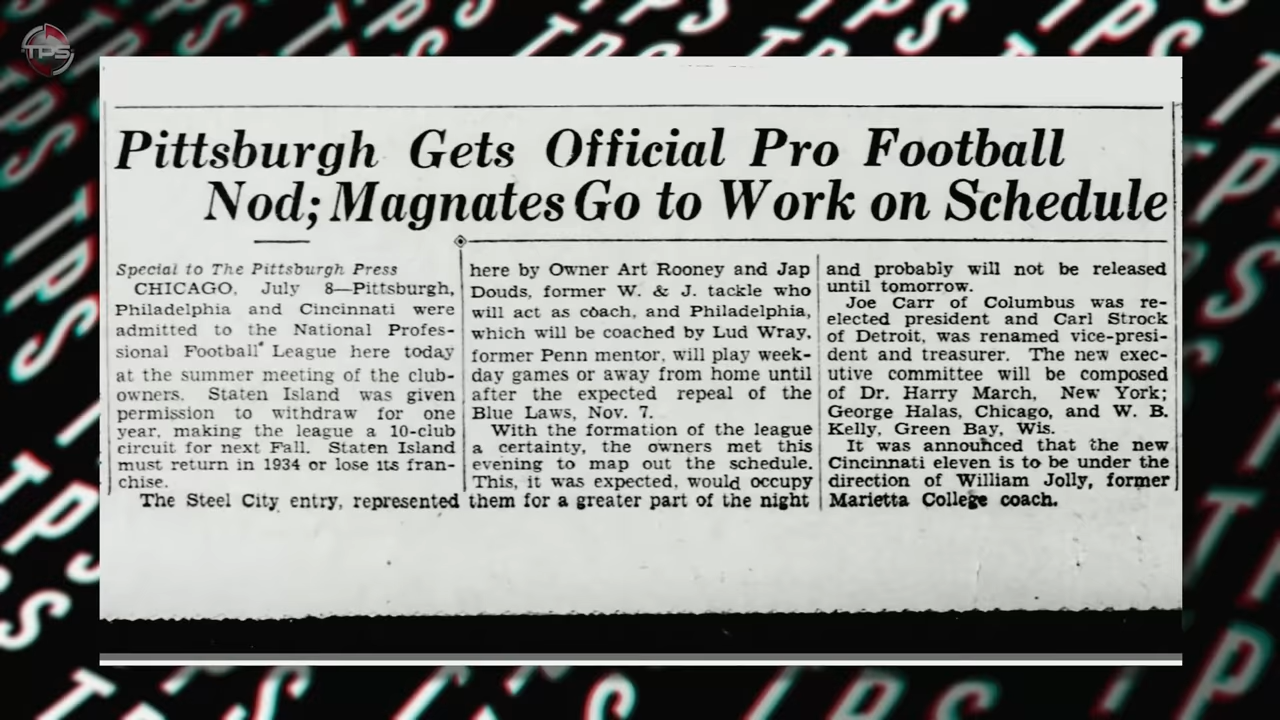 TPS
Pittsburgh Gets Official Pro Football
Nod; Magnates Go to Work on Schedule
Special to The Pittsburgh Press
CHICAGO, July 8—Pittsburgh,
Philadelphia and Cincinnati were
admitted to the National Profes-
sional Football League here today
at the summer meeting of the club-
owners. Staten Island was given
permission to withdraw for one
year, making the league a 10-club
circuit for next Fall. Staten Island
must return in 1934 or lose its fran-
chise.
The Steel City entry, represented
here by Owner Art Rooney and Jap
Douds, former W. & J. tackle who
will act as coach, and Philadelphia,
which will be coached by Lud Wray,
former Penn mentor, will play week-
day games or away from home until
after the expected repeal of the
Blue Laws, Nov. 7.
With the formation of the league
a certainty, the owners met this
evening to map out the schedule.
This, it was expected, would occupy
them for a greater part of the night
and probably will not be released
until tomorrow.
Joe Carr of Columbus was re-
elected president and Carl Strock
of Detroit, was renamed vice-presi-
dent and treasurer. The new exec-
utive committee will be composed
of Dr. Harry March, New York;
George Halas, Chicago, and W. B.
Kelly, Green Bay, Wis.
It was announced that the new
Cincinnati eleven is to be under the
direction of William Jolly, former
Marietta College coach.